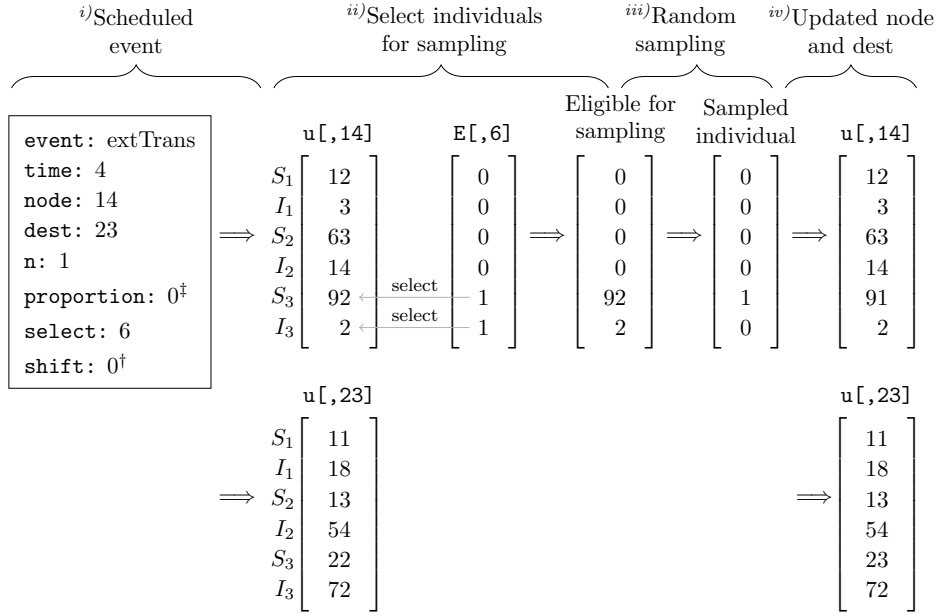 i) Scheduled event
ii) Select individuals for sampling
iii) Random sampling
iv) Updated node and dest
event: extTrans
time: 4
node: 14
dest: 23
n: 1
proportion: 0‡
select: 6
shift: 0†
u[,14] E[,6] Eligible for sampling Sampled individual u[,14]
S1 12 0 0 0 12
I1 3 0 0 0 3
⟹ S2 63 0 ⟹ 0 ⟹ 0 ⟹ 63
I2 14 0 0 0 14
S3 92 select 1 92 1 91
I3 2 select 1 2 0 2
u[,23] u[,23]
S1 11 11
I1 18 18
⟹ S2 13 ⟹ 13
I2 54 54
S3 22 23
I3 72 72